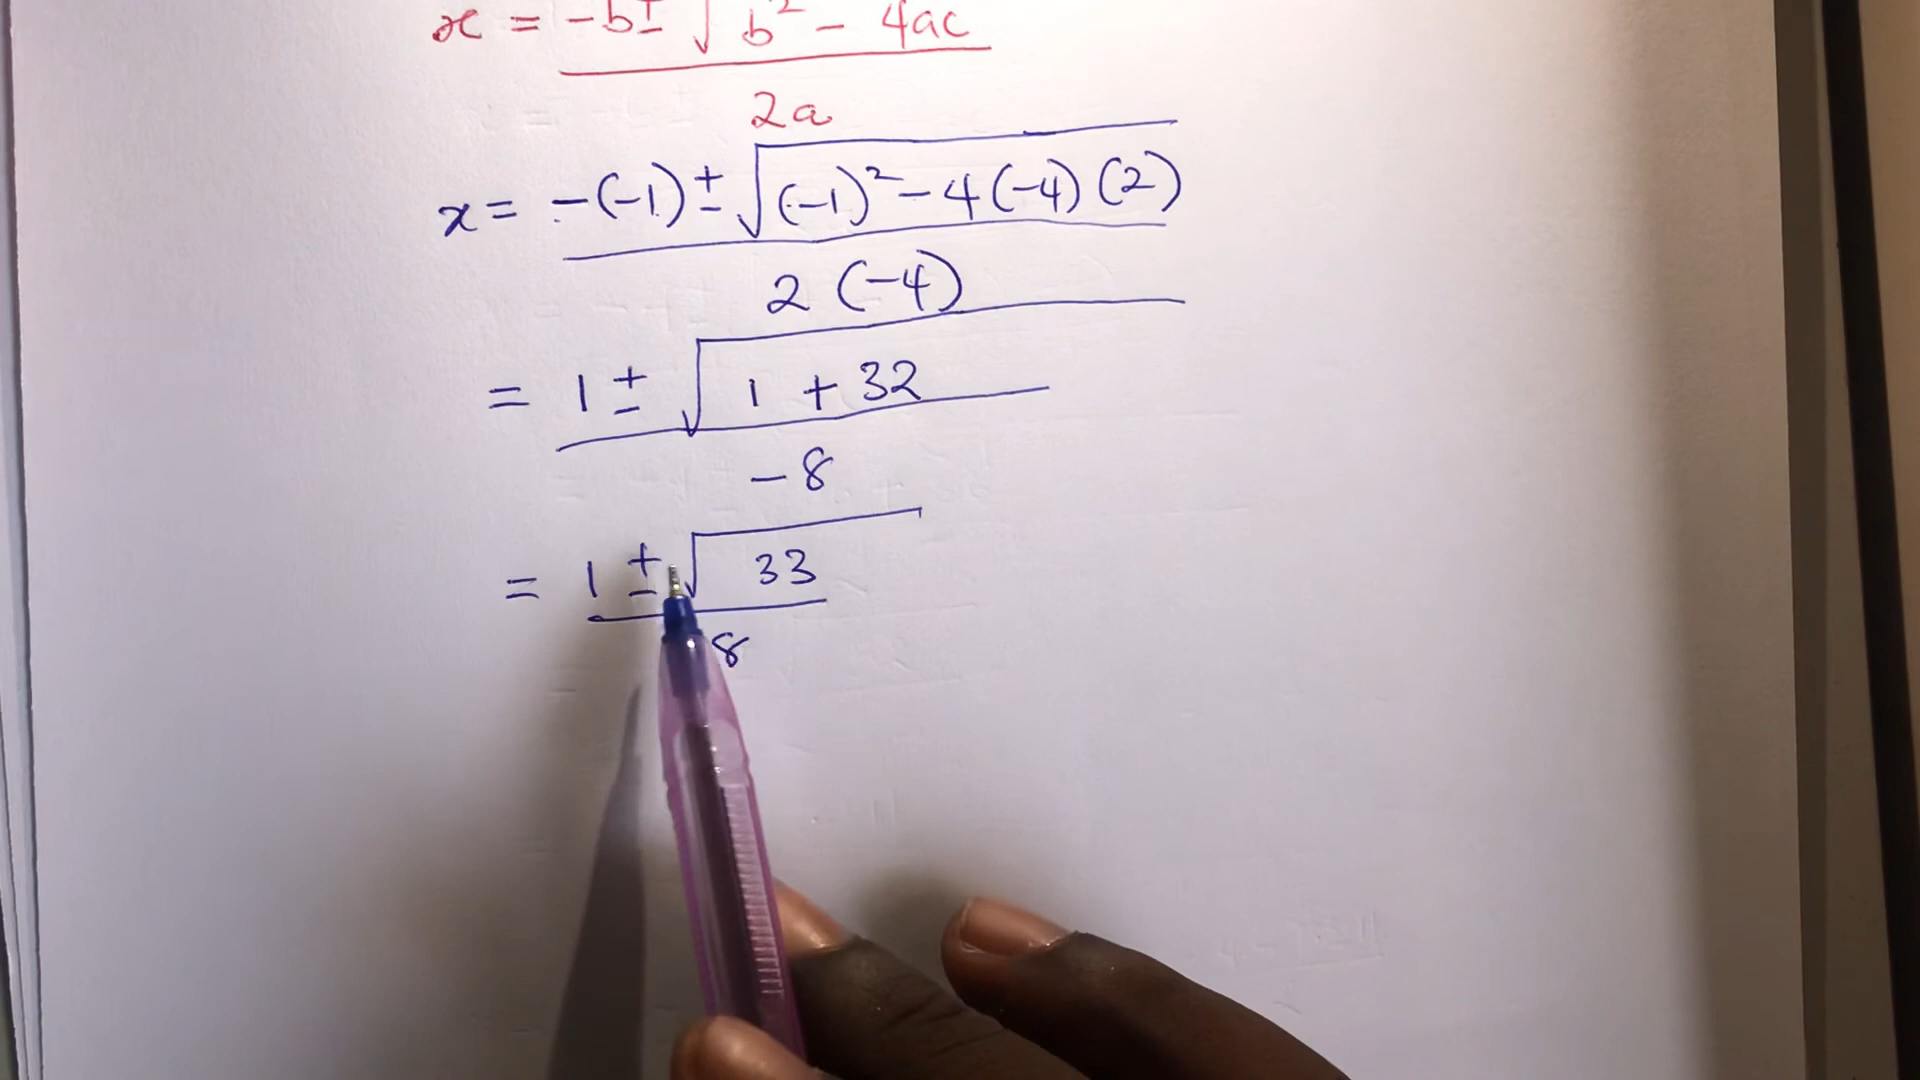 x = -b± √b² - 4ac
2a
x = -(-1) ± √(-1)² - 4(-4)(2)
2(-4)
= 1 ± √1 + 32
-8
= 1 ± √33
8